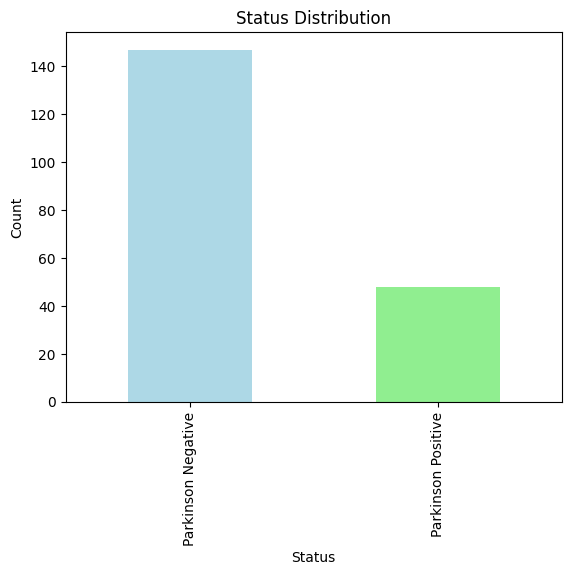 Status Distribution
140
120
100
80
60
40
20
0
Count
Parkinson Negative
Parkinson Positive
Status